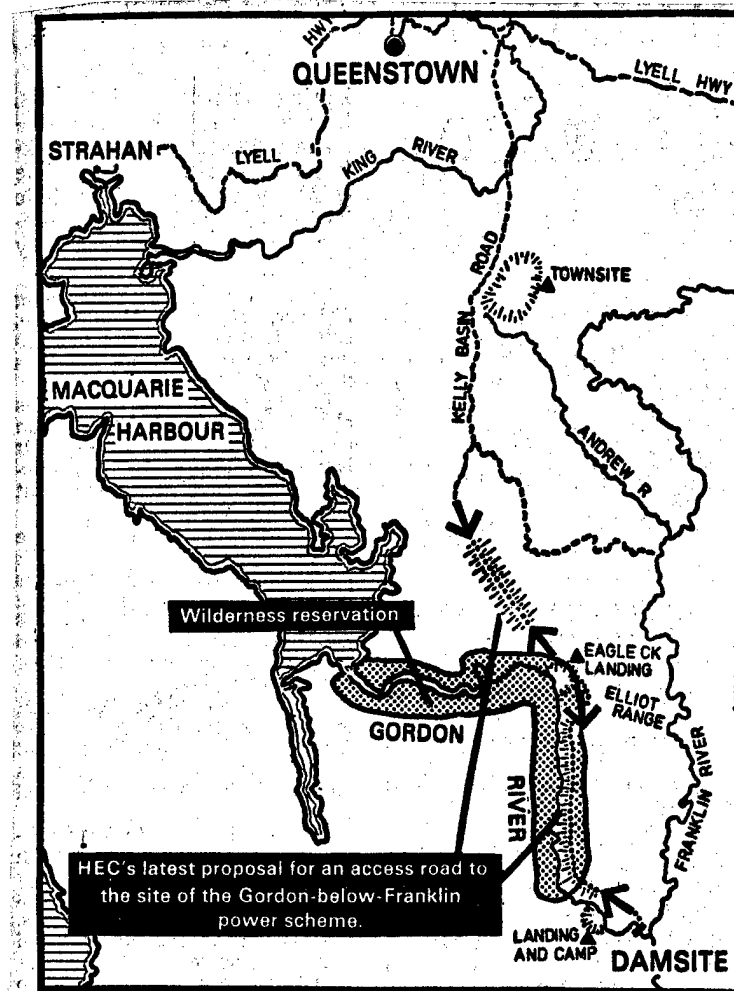 HWY
QUEENSTOWN
LYELL HWY
STRAHAN
LYELL
KING RIVER
KELLY BASIN ROAD
TOWNSITE
MACQUARIE
HARBOUR
ANDREW R
Wilderness reservation
EAGLE CK
LANDING
ELLIOT
RANGE
GORDON
RIVER
FRANKLIN RIVER
HEC's latest proposal for an access road to
the site of the Gordon-below-Franklin
power scheme.
LANDING
AND CAMP
DAMSITE